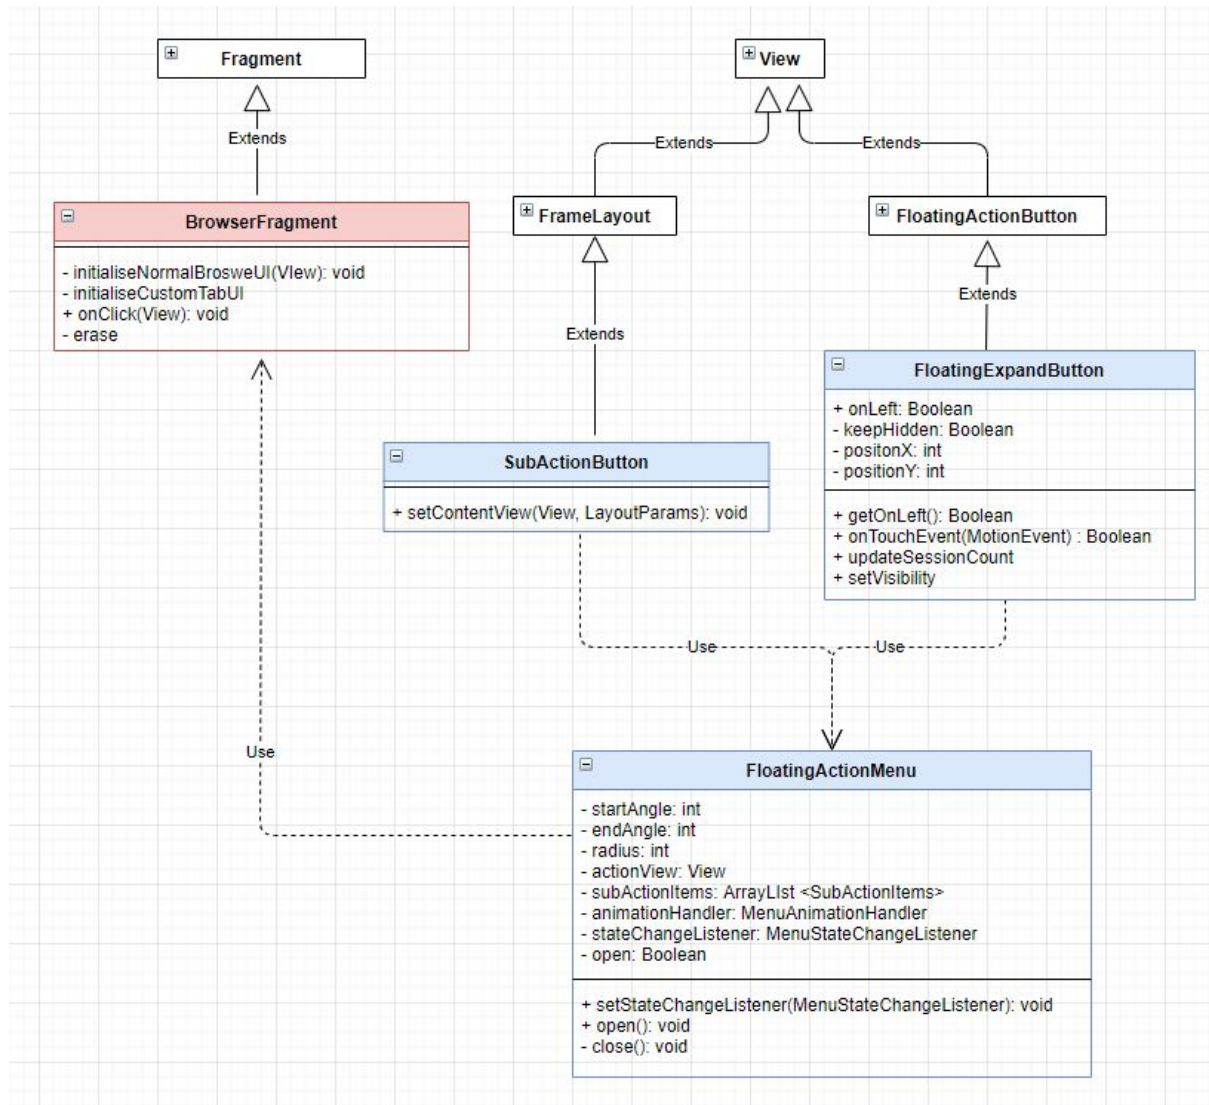 Fragment
View
Extends
Extends
Extends
BrowserFragment
- initialiseNormalBrosweUI(VIew): void
- initialiseCustomTabUI
+ onClick(View): void
- erase
FrameLayout
FloatingActionButton
Extends
Extends
FloatingExpandButton
+ onLeft: Boolean
- keepHidden: Boolean
- positonX: int
- positionY: int
+ getOnLeft(): Boolean
+ onTouchEvent(MotionEvent) : Boolean
+ updateSessionCount
+ setVisibility
SubActionButton
+ setContentView(View, LayoutParams): void
Use
Use
Use
FloatingActionMenu
- startAngle: int
- endAngle: int
- radius: int
- actionView: View
- subActionItems: ArrayLIst <SubActionItems>
- animationHandler: MenuAnimationHandler
- stateChangeListener: MenuStateChangeListener
- open: Boolean
+ setStateChangeListener(MenuStateChangeListener): void
+ open(): void
- close(): void